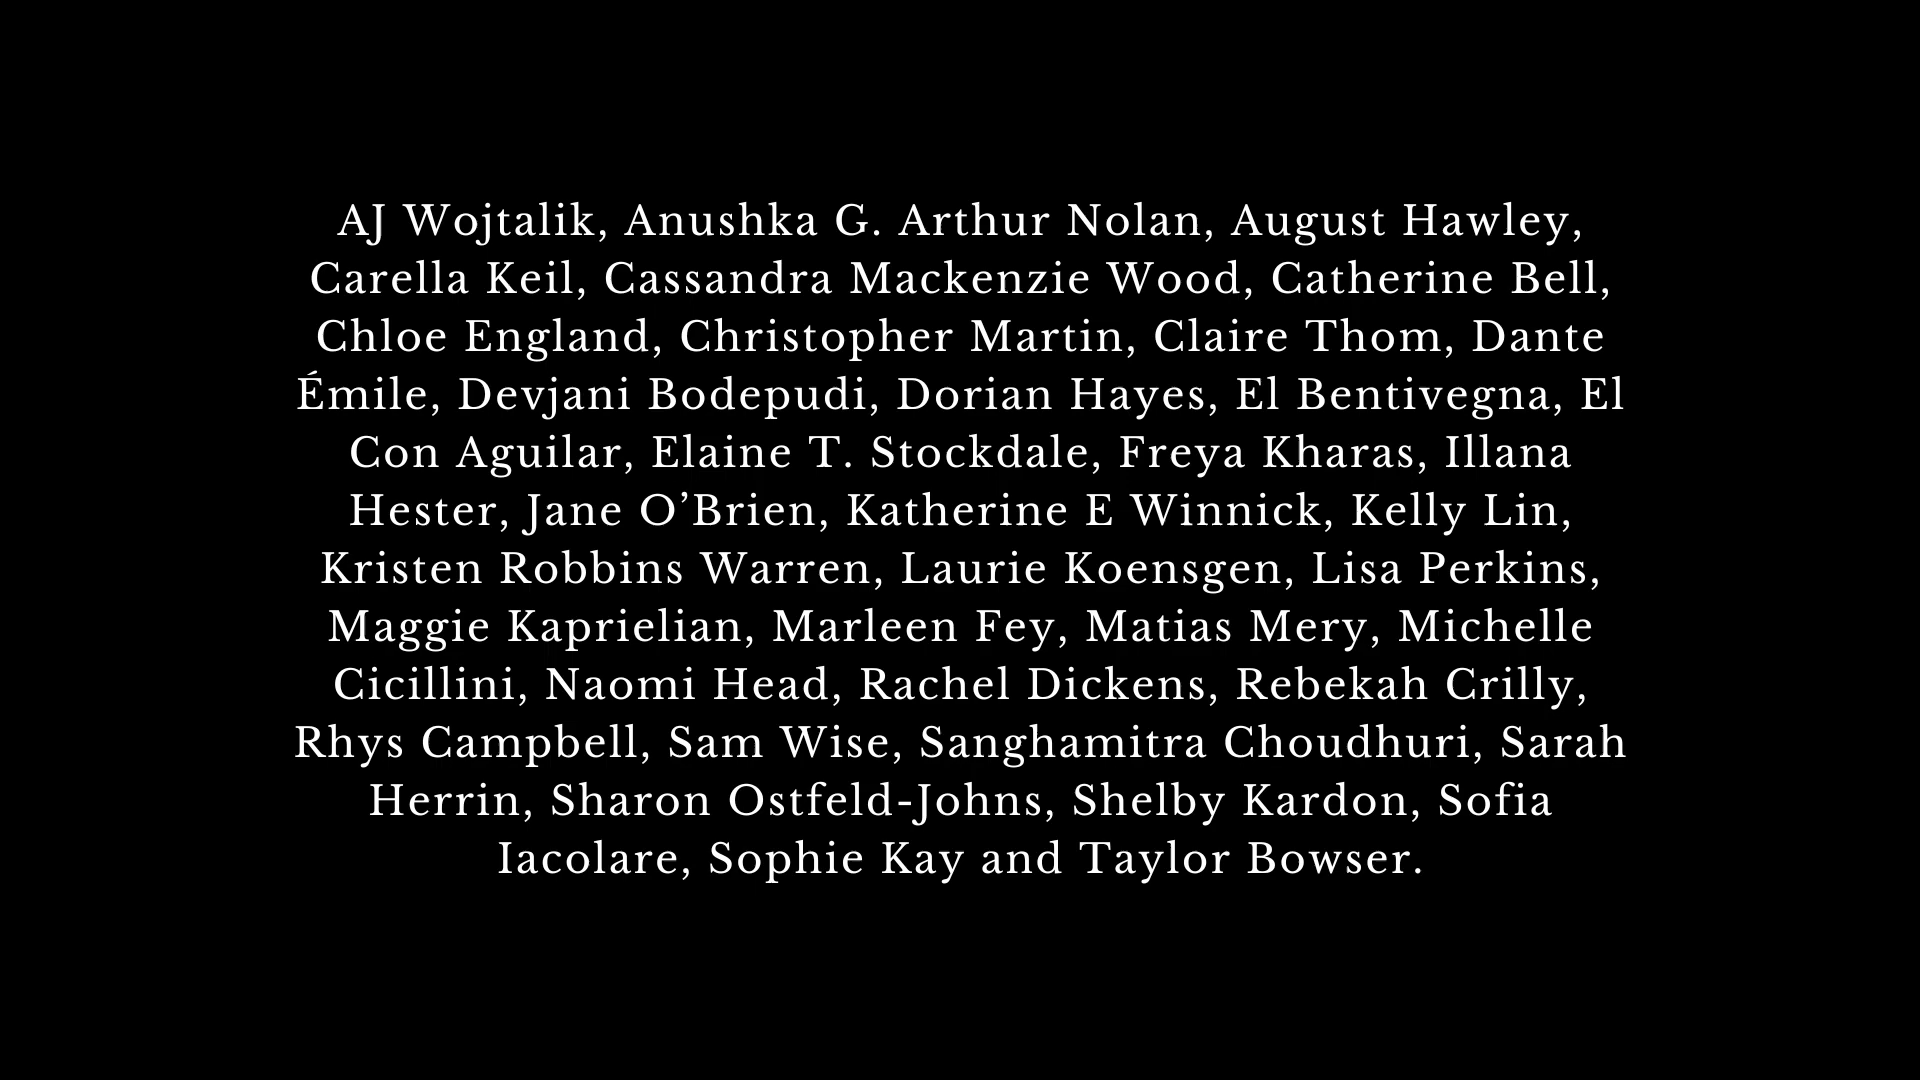 AJ Wojtalik, Anushka G. Arthur Nolan, August Hawley,
Carella Keil, Cassandra Mackenzie Wood, Catherine Bell,
Chloe England, Christopher Martin, Claire Thom, Dante
Émile, Devjani Bodepudi, Dorian Hayes, El Bentivegna, El
Con Aguilar, Elaine T. Stockdale, Freya Kharas, Illana
Hester, Jane O’Brien, Katherine E Winnick, Kelly Lin,
Kristen Robbins Warren, Laurie Koensgen, Lisa Perkins,
Maggie Kaprielian, Marleen Fey, Matias Mery, Michelle
Cicillini, Naomi Head, Rachel Dickens, Rebekah Crilly,
Rhys Campbell, Sam Wise, Sanghamitra Choudhuri, Sarah
Herrin, Sharon Ostfeld-Johns, Shelby Kardon, Sofia
Iacolare, Sophie Kay and Taylor Bowser.